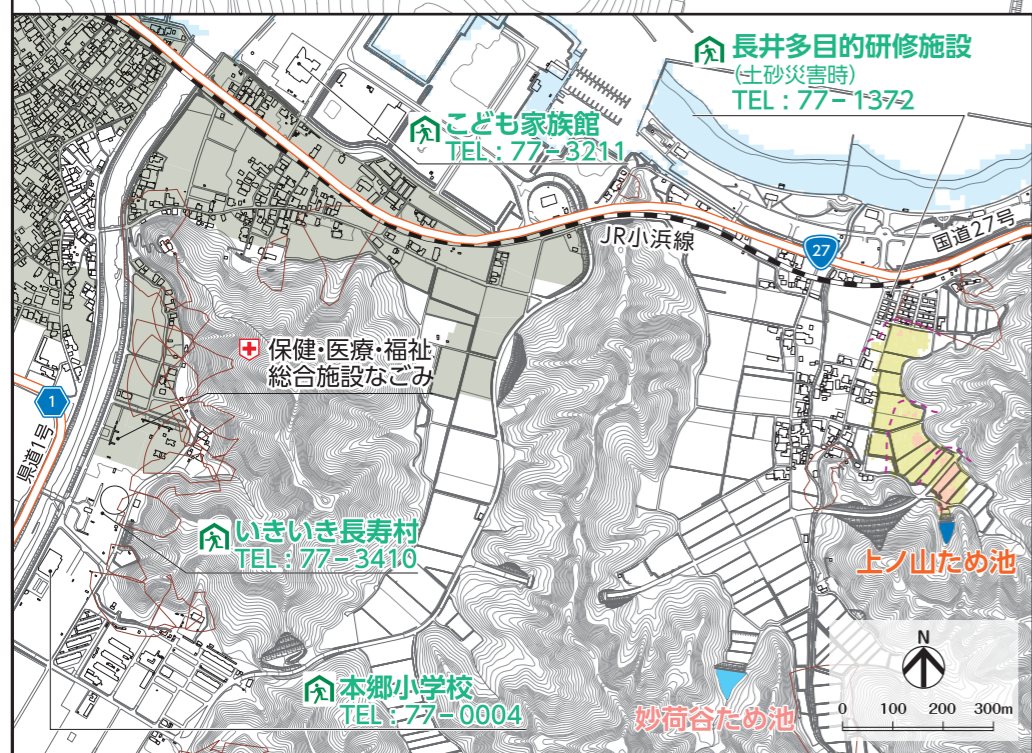 長井多目的研修施設
(土砂災害時)
TEL：77－1372
こども家族館
TEL：77－3211
JR小浜線
27
国道27号
保健・医療・福祉
総合施設なごみ
1
県道1号
いきいき長寿村
TEL：77－3410
上ノ山ため池
本郷小学校
TEL：77－0004
妙荷谷ため池
N
0 100 200 300m